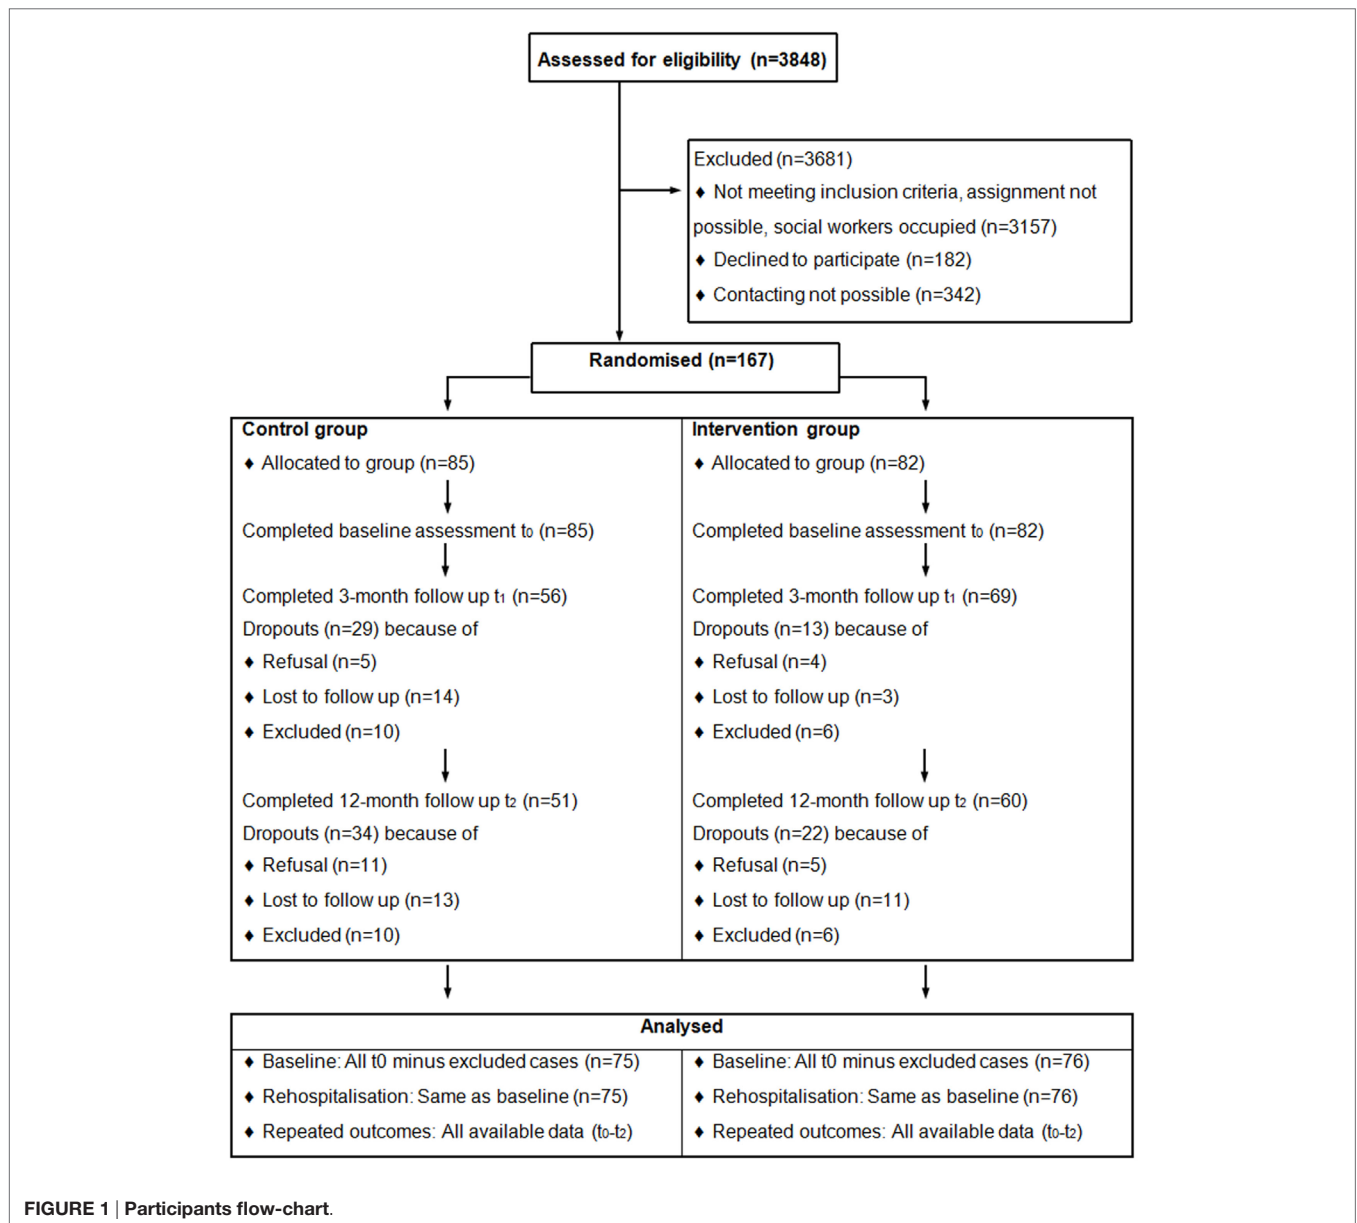 Assessed for eligibility (n=3848)
Excluded (n=3681)
♦ Not meeting inclusion criteria, assignment not
possible, social workers occupied (n=3157)
♦ Declined to participate (n=182)
♦ Contacting not possible (n=342)
Randomised (n=167)
Control group
♦ Allocated to group (n=85)
Completed baseline assessment t0 (n=85)
Completed 3-month follow up t1 (n=56)
Dropouts (n=29) because of
♦ Refusal (n=5)
♦ Lost to follow up (n=14)
♦ Excluded (n=10)
Completed 12-month follow up t2 (n=51)
Dropouts (n=34) because of
♦ Refusal (n=11)
♦ Lost to follow up (n=13)
♦ Excluded (n=10)
Intervention group
♦ Allocated to group (n=82)
Completed baseline assessment t0 (n=82)
Completed 3-month follow up t1 (n=69)
Dropouts (n=13) because of
♦ Refusal (n=4)
♦ Lost to follow up (n=3)
♦ Excluded (n=6)
Completed 12-month follow up t2 (n=60)
Dropouts (n=22) because of
♦ Refusal (n=5)
♦ Lost to follow up (n=11)
♦ Excluded (n=6)
Analysed
♦ Baseline: All t0 minus excluded cases (n=75)
♦ Rehospitalisation: Same as baseline (n=75)
♦ Repeated outcomes: All available data (t0-t2)
♦ Baseline: All t0 minus excluded cases (n=76)
♦ Rehospitalisation: Same as baseline (n=76)
♦ Repeated outcomes: All available data (t0-t2)
FIGURE 1 | Participants flow-chart.